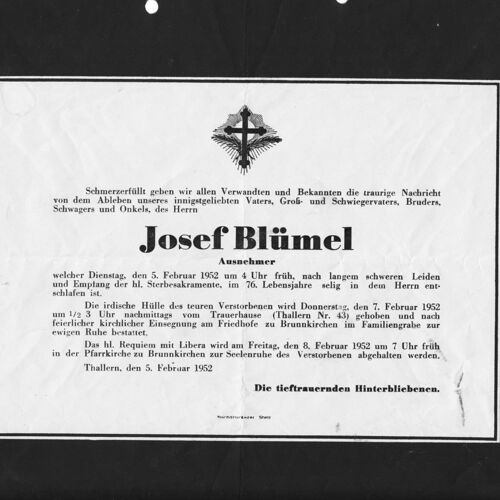 Schmerzerfüllt geben wir allen Verwandten und Bekannten die traurige Nachricht
von dem Ableben unseres innigstgeliebten Vaters, Groß- und Schwiegervaters, Bruders,
Schwagers und Onkels, des Herrn
Josef Blümel
Ausnehmer
welcher Dienstag, den 5. Februar 1952 um 4 Uhr früh, nach langem schweren Leiden
und Empfang der hl. Sterbesakramente, im 76. Lebensjahre selig in dem Herrn ent-
schlafen ist.
Die irdische Hülle des teuren Verstorbenen wird Donnerstag, den 7. Februar 1952
um 1/2 3 Uhr nachmittags vom Trauerhause (Thallern Nr. 43) gehoben und nach
feierlicher kirchlicher Einsegnung am Friedhofe zu Brunnkirchen im Familiengrabe zur
ewigen Ruhe bestattet.
Das hl. Requiem mit Libera wird am Freitag, den 8. Februar 1952 um 7 Uhr früh
in der Pfarrkirche zu Brunnkirchen zur Seelenruhe des Verstorbenen abgehalten werden.
Thallern, den 5. Februar 1952
Die tieftrauernden Hinterbliebenen.